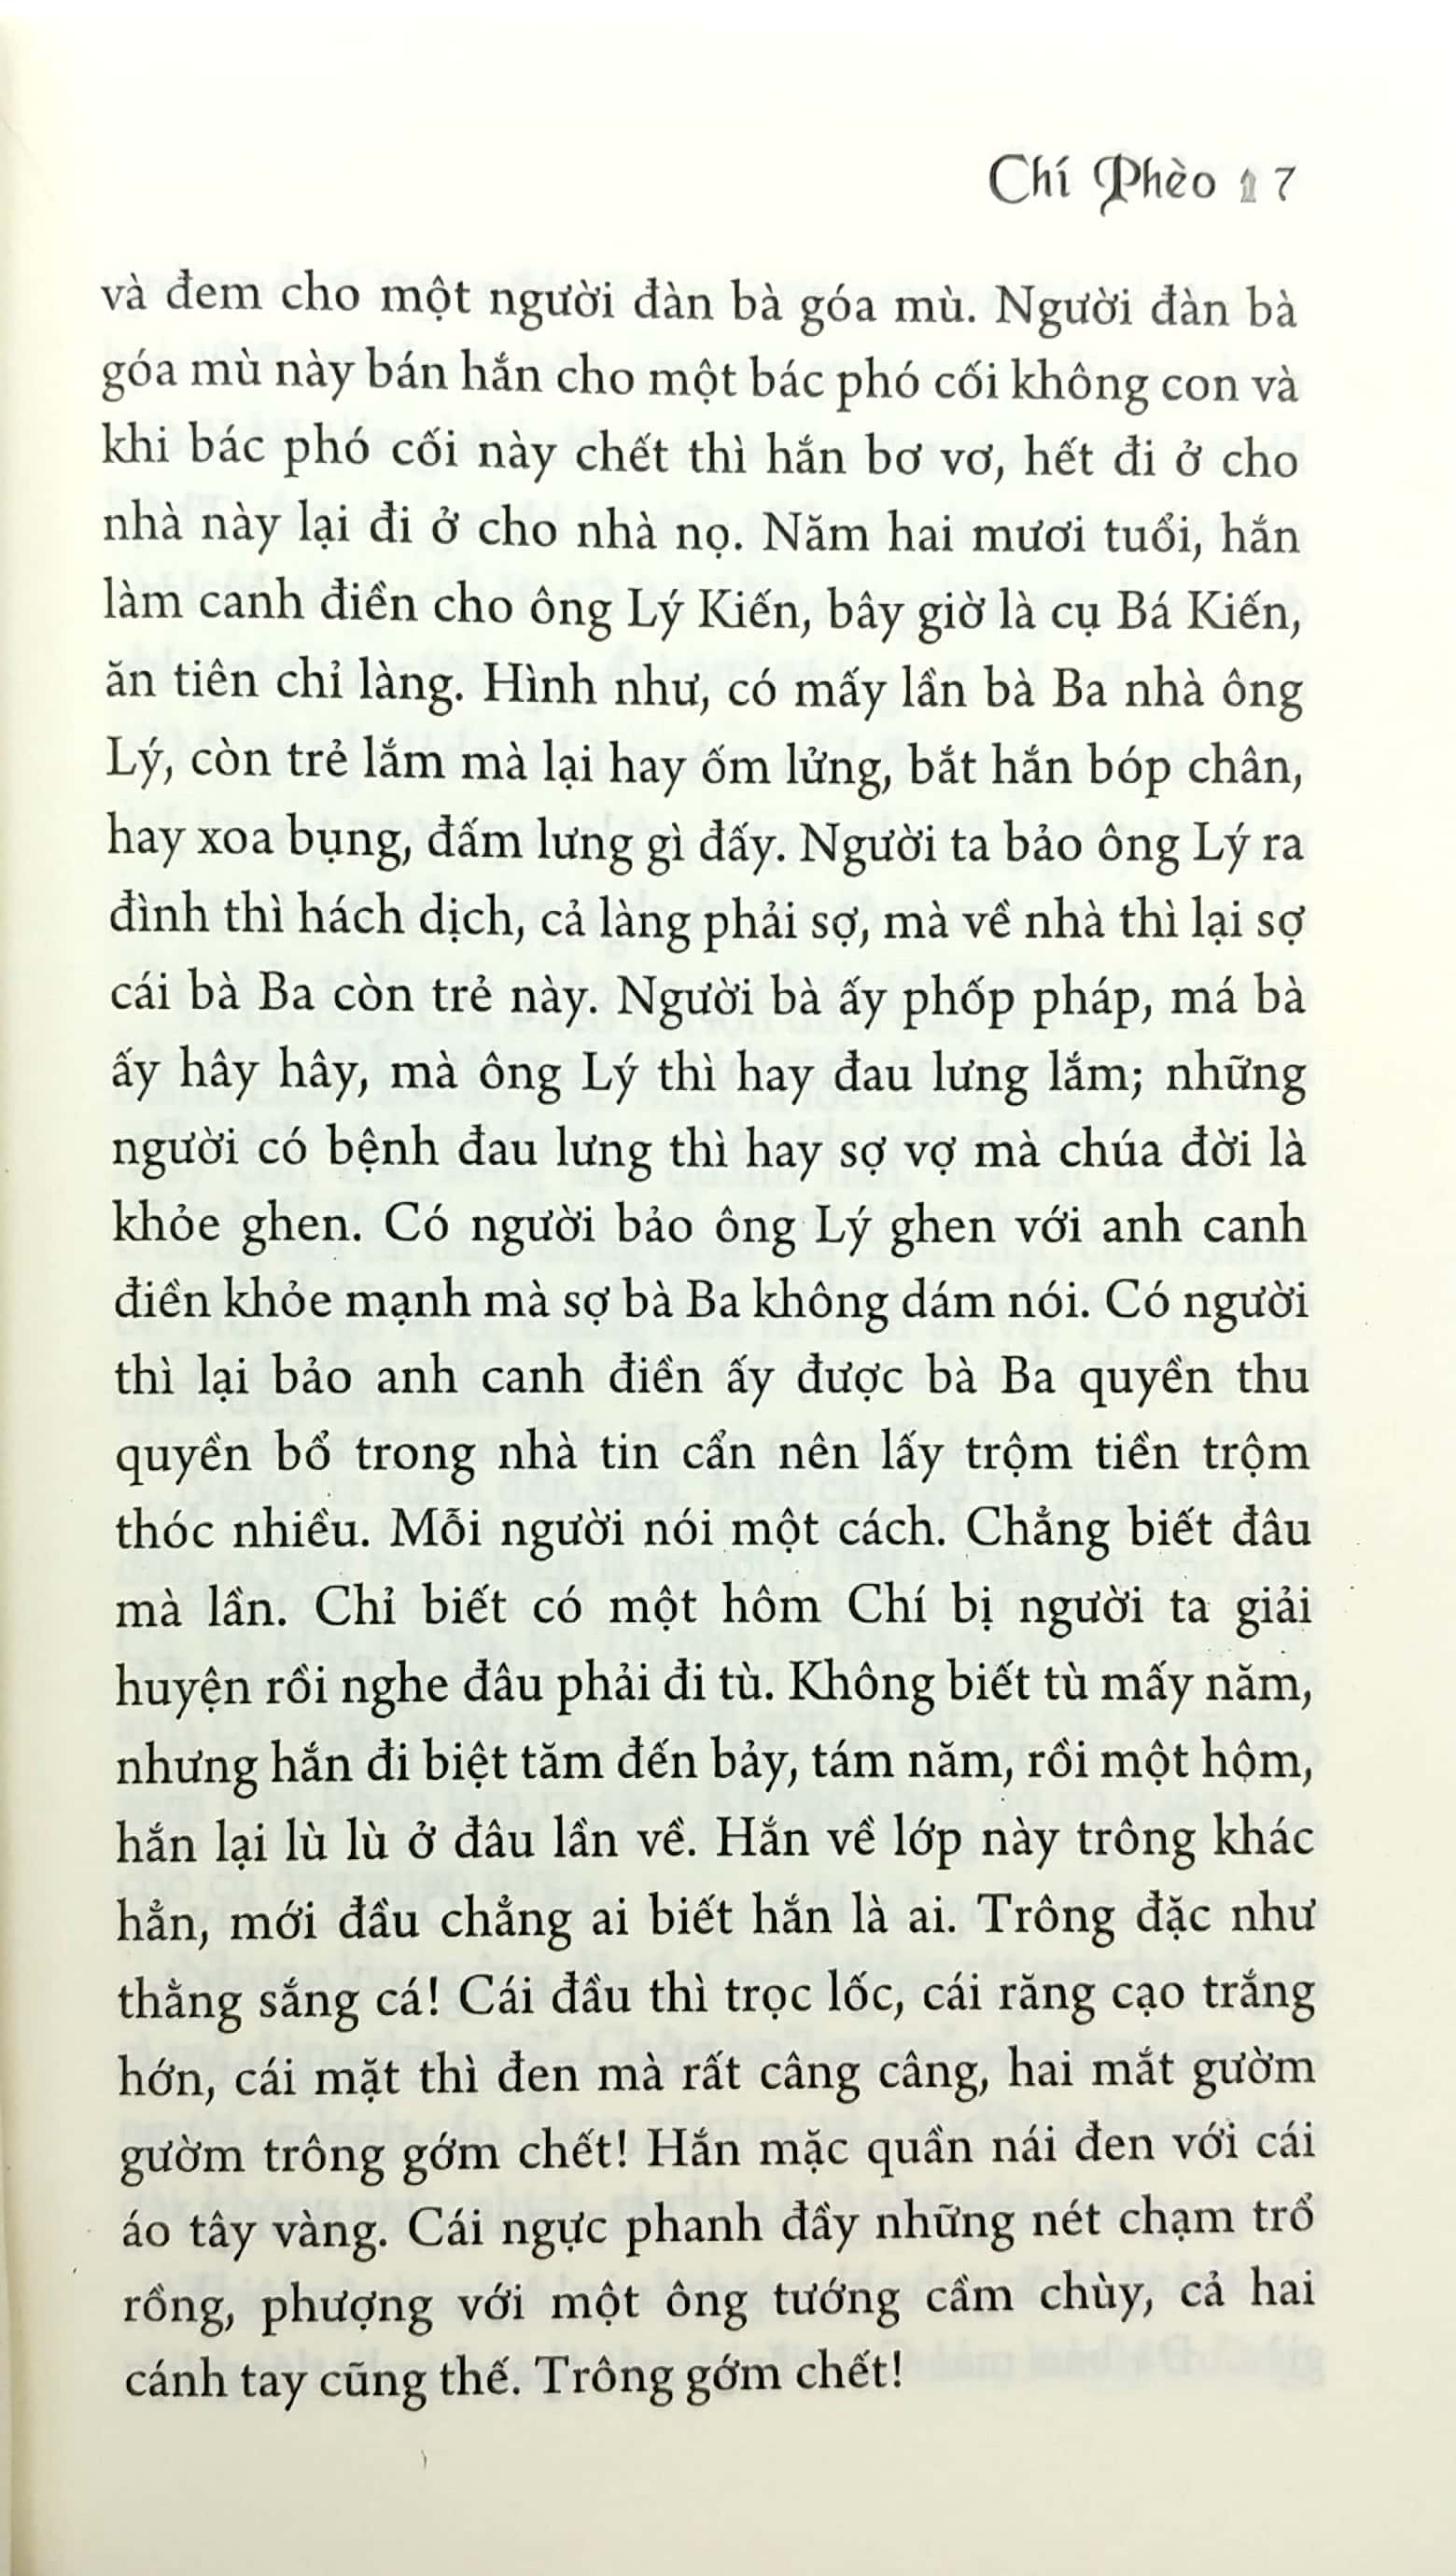 Chí Phèo 7
và đem cho một người đàn bà góa mù. Người đàn bà
góa mù này bán hắn cho một bác phó cối không con và
khi bác phó cối này chết thì hắn bơ vơ, hết đi ở cho
nhà này lại đi ở cho nhà nọ. Năm hai mươi tuổi, hắn
làm canh điền cho ông Lý Kiến, bây giờ là cụ Bá Kiến,
ăn tiên chỉ làng. Hình như, có mấy lần bà Ba nhà ông
Lý, còn trẻ lắm mà lại hay ốm lửng, bắt hắn bóp chân,
hay xoa bụng, đấm lưng gì đấy. Người ta bảo ông Lý ra
đình thì hách dịch, cả làng phải sợ, mà về nhà thì lại sợ
cái bà Ba còn trẻ này. Người bà ấy phốp pháp, má bà
ấy hây hây, mà ông Lý thì hay đau lưng lắm; những
người có bệnh đau lưng thì hay sợ vợ mà chúa đời là
khỏe ghen. Có người bảo ông Lý ghen với anh canh
điền khỏe mạnh mà sợ bà Ba không dám nói. Có người
thì lại bảo anh canh điền ấy được bà Ba quyền thu
quyền bổ trong nhà tin cẩn nên lấy trộm tiền trộm
thóc nhiều. Mỗi người nói một cách. Chẳng biết đâu
mà lần. Chỉ biết có một hôm Chí bị người ta giải
huyện rồi nghe đâu phải đi tù. Không biết tù mấy năm,
nhưng hắn đi biệt tăm đến bảy, tám năm, rồi một hôm,
hắn lại lù lù ở đâu lần về. Hắn về lớp này trông khác
hẳn, mới đầu chẳng ai biết hắn là ai. Trông đặc như
thằng sắng cá! Cái đầu thì trọc lốc, cái răng cạo trắng
hớn, cái mặt thì đen mà rất câng câng, hai mắt gườm
gườm trông gớm chết! Hắn mặc quần nái đen với cái
áo tây vàng. Cái ngực phanh đầy những nét chạm trổ
rồng, phượng với một ông tướng cầm chùy, cả hai
cánh tay cũng thế. Trông gớm chết!